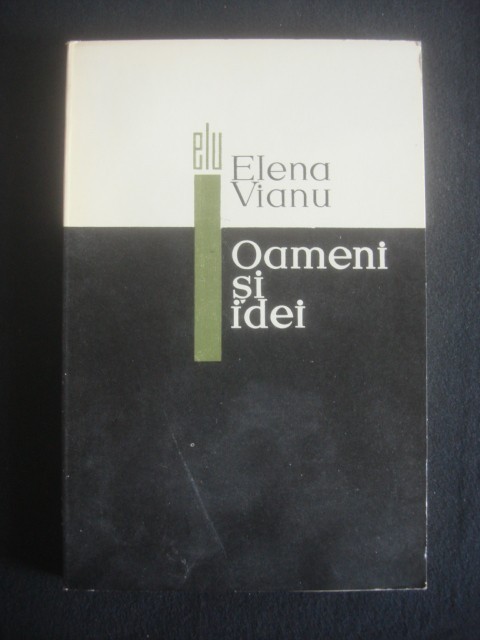 elu
Elena
Vianu
Oameni
și
idei